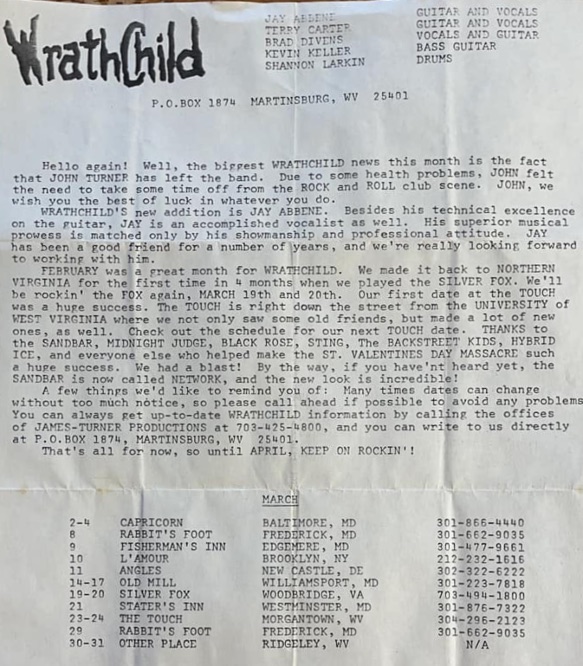 WrathChild
JAY ABBENE GUITAR AND VOCALS
TERRY CARTER GUITAR AND VOCALS
BRAD DIVENS VOCALS AND GUITAR
KEVIN KELLER BASS GUITAR
SHANNON LARKIN DRUMS
P.O.BOX 1874 MARTINSBURG, WV 25401
Hello again! Well, the biggest WRATHCHILD news this month is the fact
that JOHN TURNER has left the band. Due to some health problems, JOHN felt
the need to take some time off from the ROCK and ROLL club scene. JOHN, we
wish you the best of luck in whatever you do.
WRATHCHILD'S new addition is JAY ABBENE. Besides his technical excellence
on the guitar, JAY is an accomplished vocalist as well. His superior musical
prowess is matched only by his showmanship and professional attitude. JAY
has been a good friend for a number of years, and we're really looking forward
to working with him.
FEBRUARY was a great month for WRATHCHILD. We made it back to NORTHERN
VIRGINIA for the first time in 4 months when we played the SILVER FOX. We'll
be rockin' the FOX again, MARCH 19th and 20th. Our first date at the TOUCH
was a huge success. The TOUCH is right down the street from the UNIVERSITY of
WEST VIRGINIA where we not only saw some old friends, but made a lot of new
ones, as well. Check out the schedule for our next TOUCH date. THANKS to
the SANDBAR, MIDNIGHT JUDGE, BLACK ROSE, STING, The BACKSTREET KIDS, HYBRID
ICE, and everyone else who helped make the ST. VALENTINES DAY MASSACRE such
a huge success. We had a blast! By the way, if you have'nt heard yet, the
SANDBAR is now called NETWORK, and the new look is incredible!
A few things we'd like to remind you of: Many times dates can change
without too much notice, so please call ahead if possible to avoid any problems
You can always get up-to-date WRATHCHILD information by calling the offices
of JAMES-TURNER PRODUCTIONS at 703-425-4800, and you can write to us directly
at P.O.BOX 1874, MARTINSBURG, WV 25401.
That's all for now, so until APRIL, KEEP ON ROCKIN'!
MARCH
2-4 CAPRICORN BALTIMORE, MD 301-866-4440
8 RABBIT'S FOOT FREDERICK, MD 301-662-9035
9 FISHERMAN'S INN EDGEMERE, MD 301-477-9661
10 L'AMOUR BROOKLYN, NY 212-232-1616
11 ANGLES NEW CASTLE, DE 302-322-6222
14-17 OLD MILL WILLIAMSPORT, MD 301-223-7818
19-20 SILVER FOX WOODBRIDGE, VA 703-494-1800
21 STATER'S INN WESTMINSTER, MD 301-876-7322
23-24 THE TOUCH MORGANTOWN, WV 304-296-2123
29 RABBIT'S FOOT FREDERICK, MD 301-662-9035
30-31 OTHER PLACE RIDGELEY, WV N/A